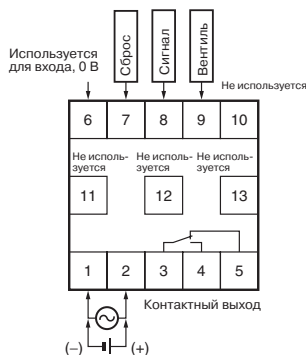 Используется
для входа, 0 В
Сброс
Сигнал
Вентиль
Не используется
6 7 8 9 10
Не исполь-
зуется
Не исполь-
зуется
Не исполь-
зуется
11 12 13
1 2 3 4 5
Контактный выход
(–) (+)